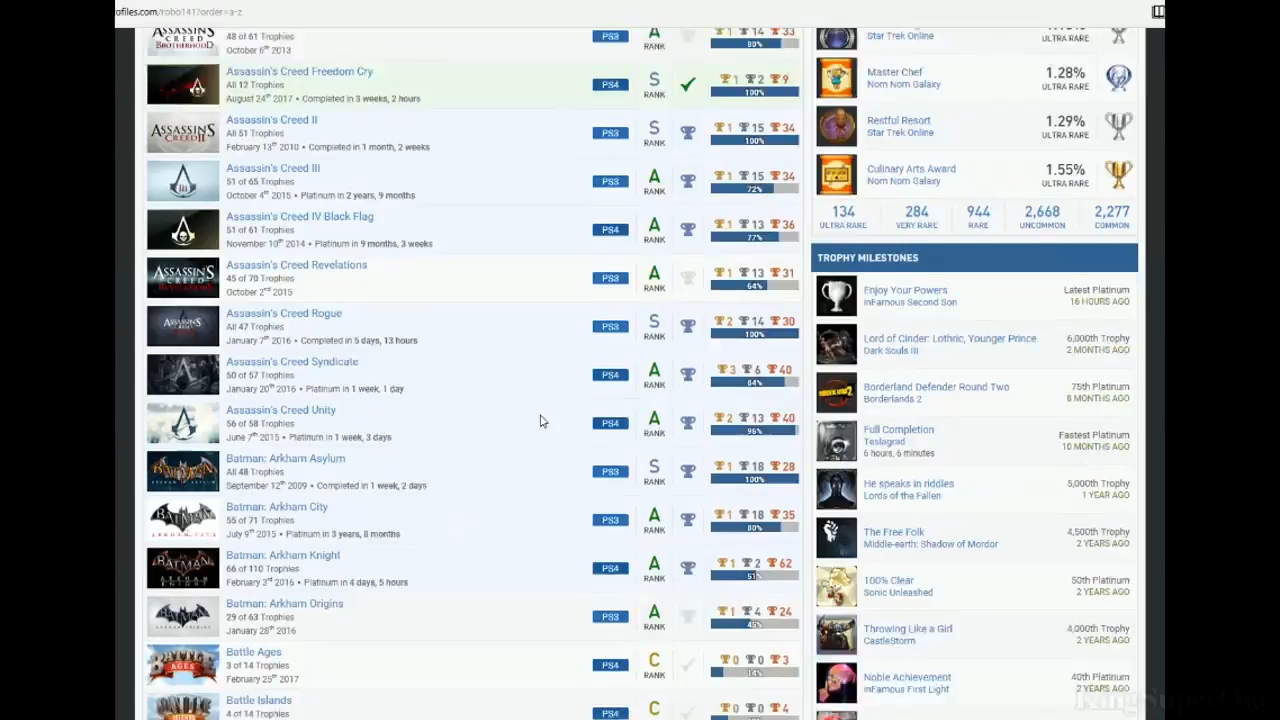 ofiles.com/robo141?order=a-z
48 of 61 Trophies
October 6th 2013
PS3
A
RANK
1 14 33
80%
Assassin's Creed Freedom Cry
All 12 Trophies
August 24th 2017 • Completed in 3 weeks, 2 hours
PS4
S
RANK
1 2 9
100%
Assassin's Creed II
All 51 Trophies
February 13th 2010 • Completed in 1 month, 2 weeks
PS3
S
RANK
1 15 34
100%
Assassin's Creed III
51 of 65 Trophies
October 4th 2015 • Platinum in 2 years, 9 months
PS3
A
RANK
1 15 34
72%
Assassin's Creed IV Black Flag
51 of 61 Trophies
November 10th 2014 • Platinum in 9 months, 3 weeks
PS4
A
RANK
1 13 36
77%
Assassin's Creed Revelations
45 of 70 Trophies
October 2nd 2015
PS3
A
RANK
1 13 31
64%
Assassin's Creed Rogue
All 47 Trophies
January 7th 2016 • Completed in 5 days, 13 hours
PS3
S
RANK
2 14 30
100%
Assassin's Creed Syndicate
50 of 57 Trophies
January 20th 2016 • Platinum in 1 week, 1 day
PS4
A
RANK
3 6 40
84%
Assassin's Creed Unity
56 of 58 Trophies
June 7th 2015 • Platinum in 1 week, 3 days
PS4
A
RANK
2 13 40
96%
Batman: Arkham Asylum
All 48 Trophies
September 12th 2009 • Completed in 1 week, 2 days
PS3
S
RANK
1 18 28
100%
Batman: Arkham City
55 of 71 Trophies
July 9th 2015 • Platinum in 3 years, 8 months
PS3
A
RANK
1 18 35
80%
Batman: Arkham Knight
66 of 110 Trophies
February 3rd 2016 • Platinum in 4 days, 5 hours
PS4
A
RANK
1 2 62
51%
Batman: Arkham Origins
29 of 63 Trophies
January 28th 2016
PS3
A
RANK
1 4 24
45%
Battle Ages
3 of 14 Trophies
February 25th 2017
PS4
C
RANK
0 0 3
14%
Battle Islands
4 of 14 Trophies
PS4
C
0 0 4
Star Trek Online
ULTRA RARE
Master Chef
Nom Nom Galaxy
1.28%
ULTRA RARE
Restful Resort
Star Trek Online
1.29%
ULTRA RARE
Culinary Arts Award
Nom Nom Galaxy
1.55%
ULTRA RARE
134 284 944 2,668 2,277
ULTRA RARE VERY RARE RARE UNCOMMON COMMON
TROPHY MILESTONES
Enjoy Your Powers
inFamous Second Son
Latest Platinum
16 HOURS AGO
Lord of Cinder: Lothric, Younger Prince
Dark Souls III
6,000th Trophy
2 MONTHS AGO
Borderland Defender Round Two
Borderlands 2
75th Platinum
8 MONTHS AGO
Full Completion
Teslagrad
6 hours, 6 minutes
Fastest Platinum
10 MONTHS AGO
He speaks in riddles
Lords of the Fallen
5,000th Trophy
1 YEAR AGO
The Free Folk
Middle-earth: Shadow of Mordor
4,500th Trophy
2 YEARS AGO
100% Clear
Sonic Unleashed
50th Platinum
2 YEARS AGO
Throwing Like a Girl
CastleStorm
4,000th Trophy
2 YEARS AGO
Noble Achievement
inFamous First Light
40th Platinum
2 YEARS AGO